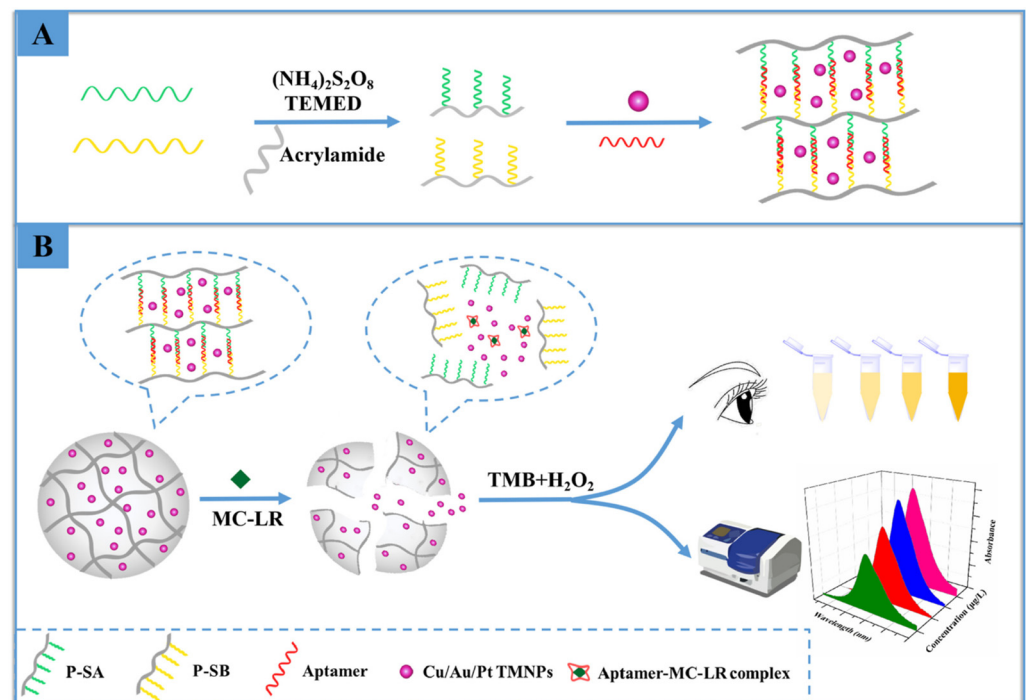 A
(NH₄)₂S₂O₈
TEMED
Acrylamide
B
MC-LR
TMB+H₂O₂
Absorbance
Wavelength (nm)
Concentration (μg/L)
P-SA
P-SB
Aptamer
Cu/Au/Pt TMNPs
Aptamer-MC-LR complex